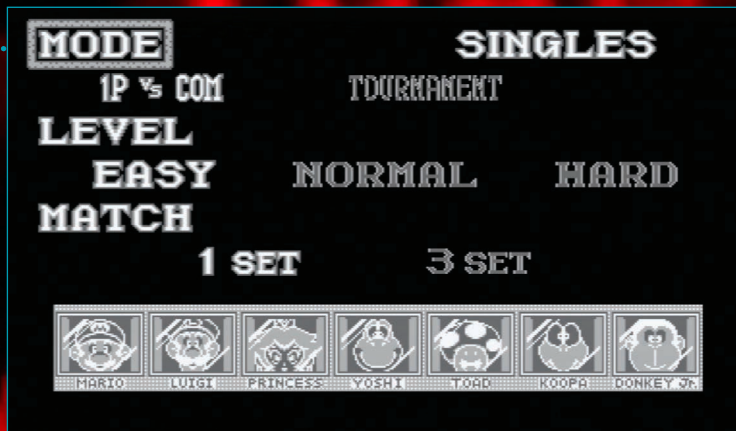 MODE SINGLES
1P VS COM TOURNAMENT
LEVEL
EASY NORMAL HARD
MATCH
1 SET 3 SET
MARIO LUIGI PRINCESS YOSHI TOAD KOOPA DONKEY Jr.